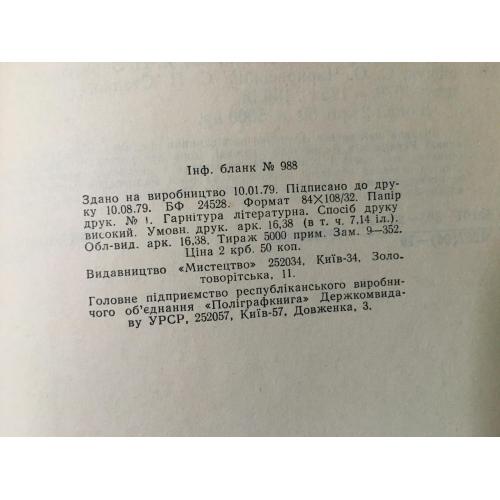 Інф. бланк № 988
Здано на виробництво 10.01.79. Підписано до дру-
ку 10.08.79. БФ 24528. Формат 84×108/32. Папір
друк. № 1. Гарнітура літературна. Спосіб друку
високий. Умовн. друк. арк. 16,38 (в т. ч. 7,14 іл.).
Обл-вид. арк. 16,38. Тираж 5000 прим. Зам. 9—352.
Ціна 2 крб. 50 коп.
Видавництво «Мистецтво» 252034, Київ-34, Золо-
товорітська, 11.
Головне підприємство республіканського виробни-
чого об'єднання «Поліграфкнига» Держкомвида-
ву УРСР, 252057, Київ-57, Довженка, 3.